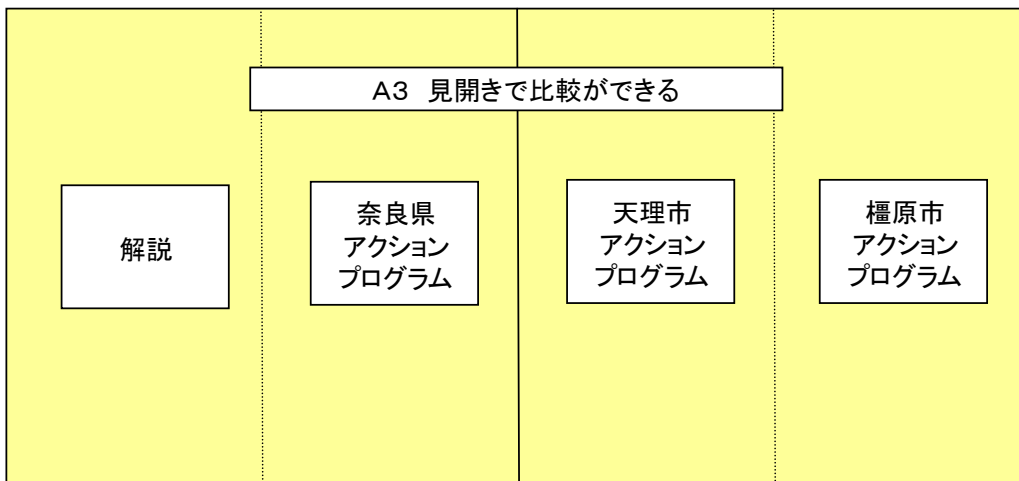 A3 見開きで比較ができる
解説
奈良県
アクション
プログラム
天理市
アクション
プログラム
橿原市
アクション
プログラム